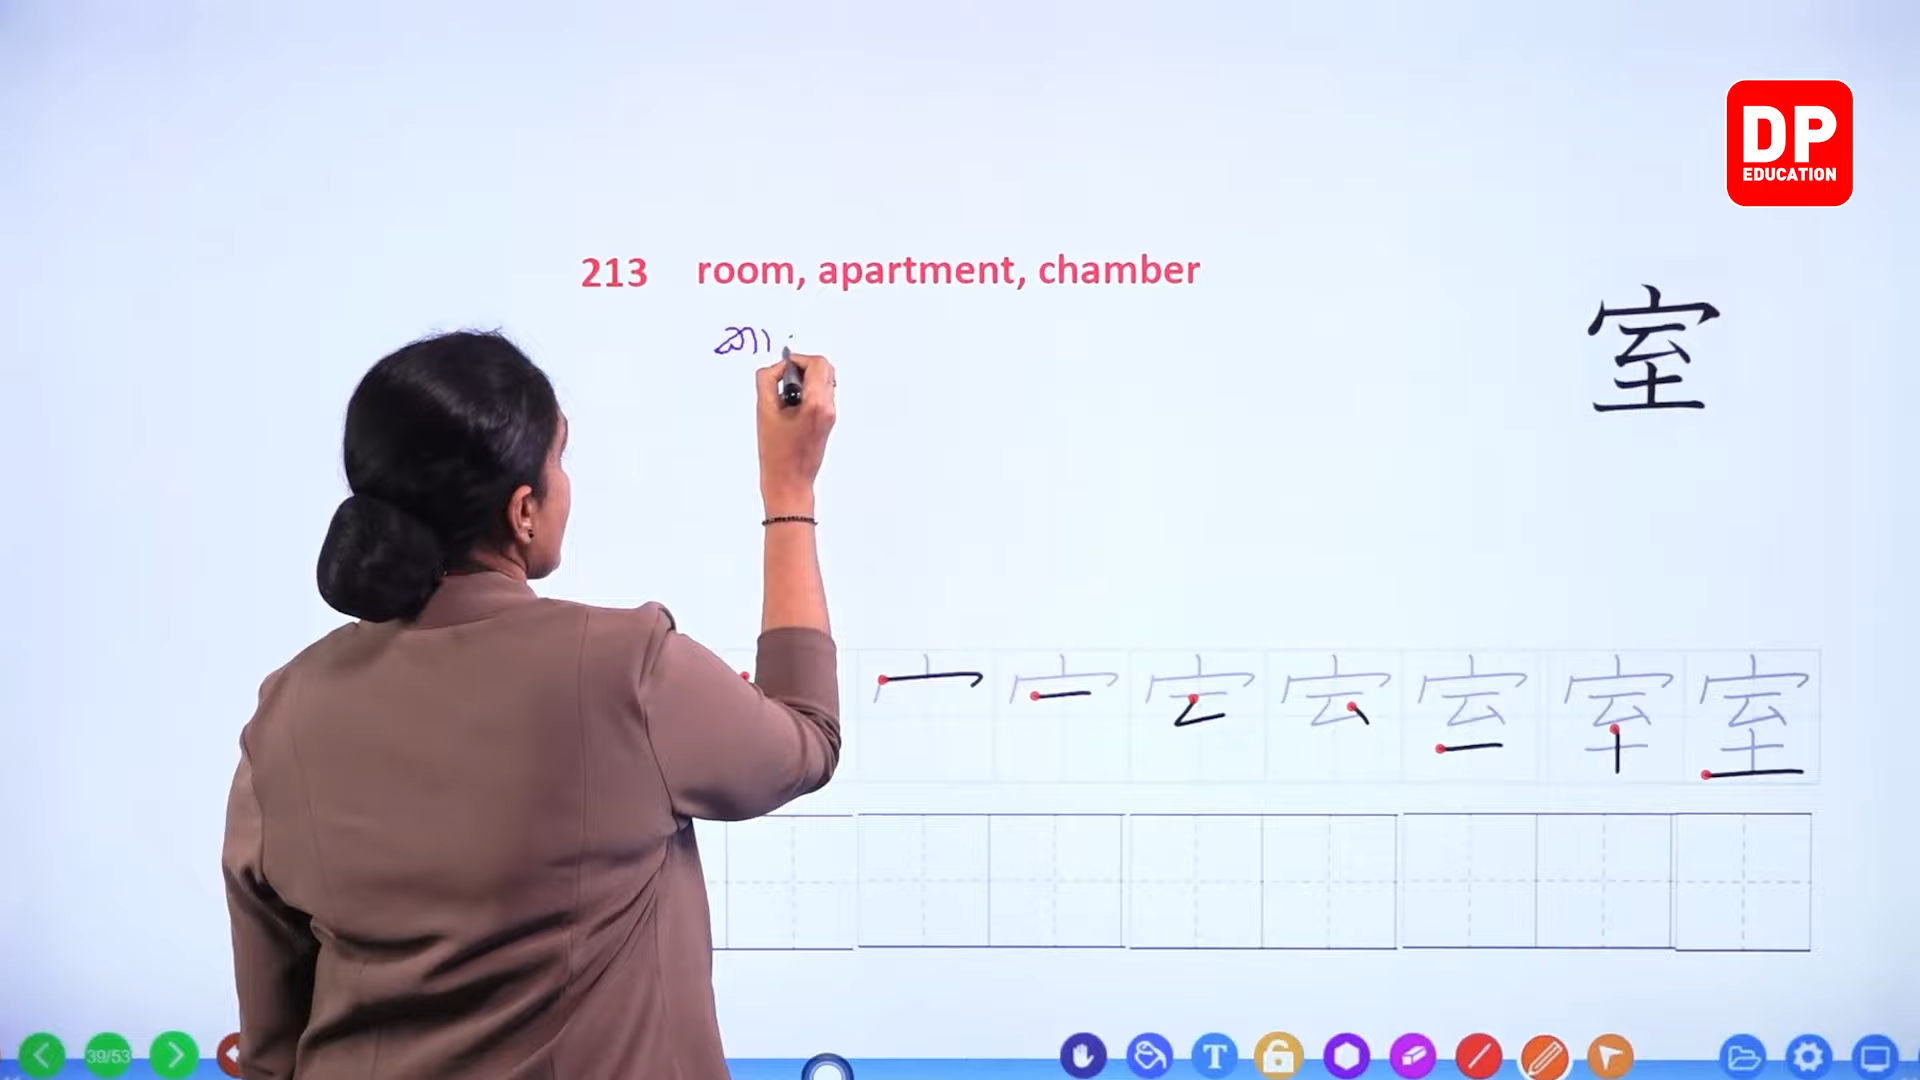 DP
EDUCATION
213 room, apartment, chamber
කා
室
39/53
T